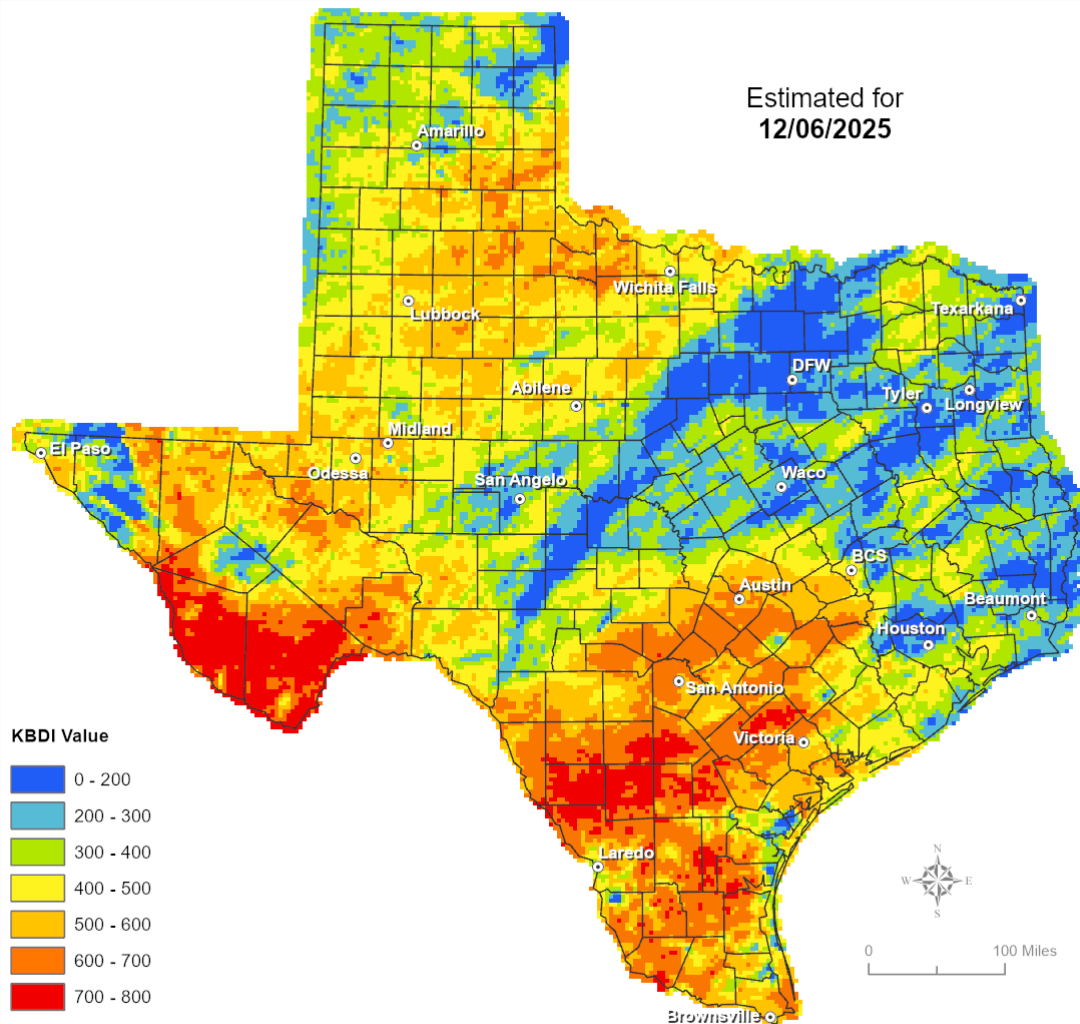 Estimated for
12/06/2025
Amarillo
Wichita Falls
Texarkana
Lubbock
DFW
Abilene
Tyler
Longview
Midland
El Paso
Odessa
San Angelo
Waco
BCS
Austin
Beaumont
Houston
San Antonio
Victoria
Laredo
Brownsville
KBDI Value
0 - 200
200 - 300
300 - 400
400 - 500
500 - 600
600 - 700
700 - 800
N
W E
S
0 100 Miles